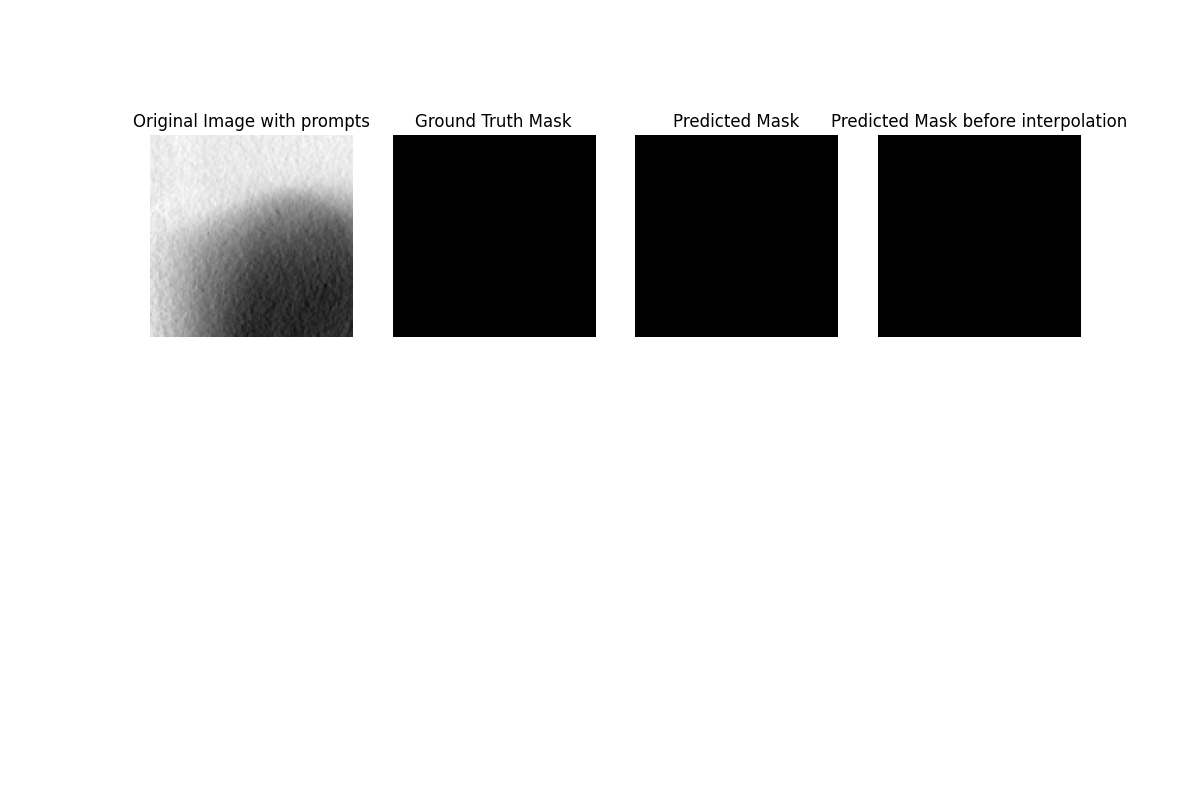 Original Image with prompts
Ground Truth Mask
Predicted Mask
Predicted Mask before interpolation